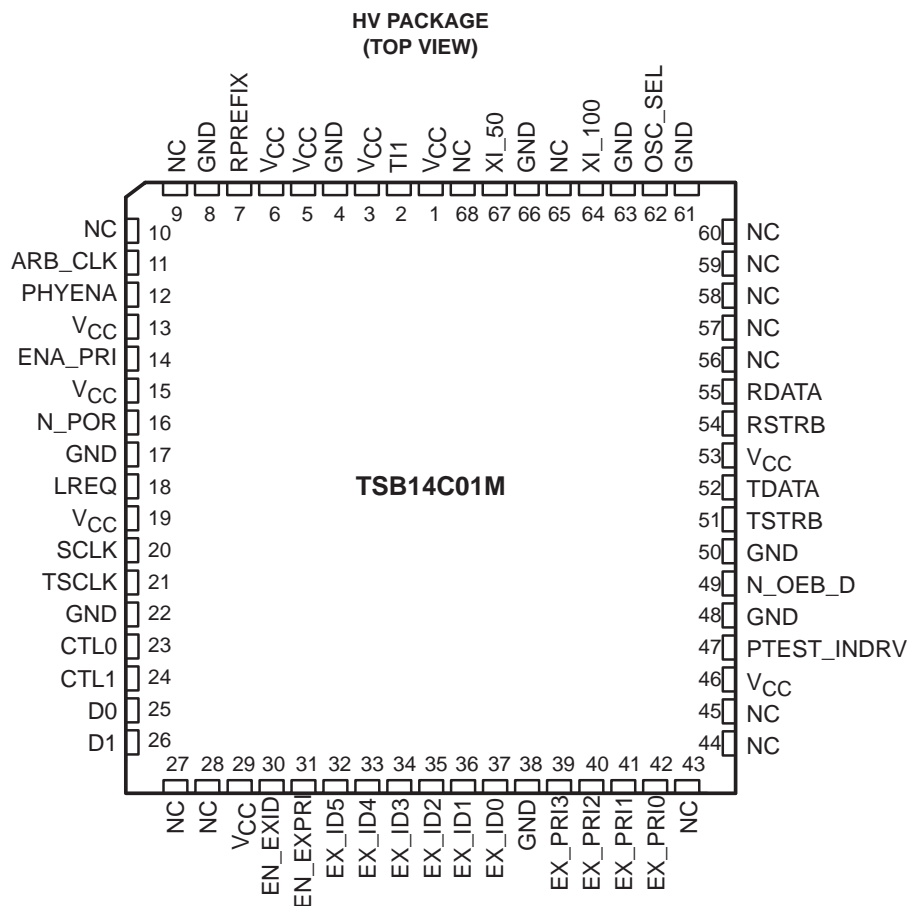 HV PACKAGE
(TOP VIEW)
NC GND RPREFIX VCC VCC GND VCC TI1 VCC NC XI_50 GND NC XI_100 GND OSC_SEL GND
9 8 7 6 5 4 3 2 1 68 67 66 65 64 63 62 61
NC 10 60 NC
ARB_CLK 11 59 NC
PHYENA 12 58 NC
VCC 13 57 NC
ENA_PRI 14 56 NC
VCC 15 55 RDATA
N_POR 16 54 RSTRB
GND 17 53 VCC
LREQ 18 TSB14C01M 52 TDATA
VCC 19 51 TSTRB
SCLK 20 50 GND
TSCLK 21 49 N_OEB_D
GND 22 48 GND
CTL0 23 47 PTEST_INDRV
CTL1 24 46 VCC
D0 25 45 NC
D1 26 44 NC
27 28 29 30 31 32 33 34 35 36 37 38 39 40 41 42 43
NC NC VCC EN_EXID EN_EXPRI EX_ID5 EX_ID4 EX_ID3 EX_ID2 EX_ID1 EX_ID0 GND EX_PRI3 EX_PRI2 EX_PRI1 EX_PRI0 NC